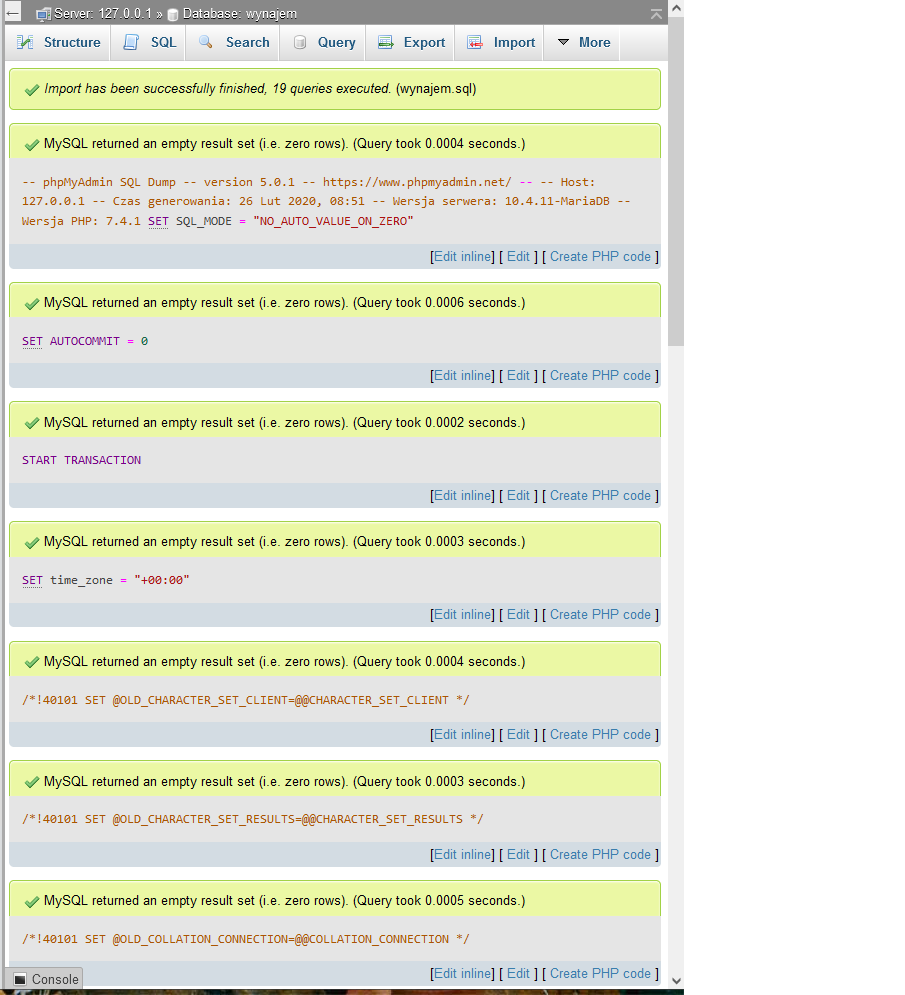 Server: 127.0.0.1 » Database: wynajem
Structure SQL Search Query Export Import More
Import has been successfully finished, 19 queries executed. (wynajem.sql)
MySQL returned an empty result set (i.e. zero rows). (Query took 0.0004 seconds.)
-- phpMyAdmin SQL Dump -- version 5.0.1 -- https://www.phpmyadmin.net/ -- -- Host:
127.0.0.1 -- Czas generowania: 26 Lut 2020, 08:51 -- Wersja serwera: 10.4.11-MariaDB --
Wersja PHP: 7.4.1 SET SQL_MODE = "NO_AUTO_VALUE_ON_ZERO"
[Edit inline] [ Edit ] [ Create PHP code ]
MySQL returned an empty result set (i.e. zero rows). (Query took 0.0006 seconds.)
SET AUTOCOMMIT = 0
[Edit inline] [ Edit ] [ Create PHP code ]
MySQL returned an empty result set (i.e. zero rows). (Query took 0.0002 seconds.)
START TRANSACTION
[Edit inline] [ Edit ] [ Create PHP code ]
MySQL returned an empty result set (i.e. zero rows). (Query took 0.0003 seconds.)
SET time_zone = "+00:00"
[Edit inline] [ Edit ] [ Create PHP code ]
MySQL returned an empty result set (i.e. zero rows). (Query took 0.0004 seconds.)
/*!40101 SET @OLD_CHARACTER_SET_CLIENT=@@CHARACTER_SET_CLIENT */
[Edit inline] [ Edit ] [ Create PHP code ]
MySQL returned an empty result set (i.e. zero rows). (Query took 0.0003 seconds.)
/*!40101 SET @OLD_CHARACTER_SET_RESULTS=@@CHARACTER_SET_RESULTS */
[Edit inline] [ Edit ] [ Create PHP code ]
MySQL returned an empty result set (i.e. zero rows). (Query took 0.0005 seconds.)
/*!40101 SET @OLD_COLLATION_CONNECTION=@@COLLATION_CONNECTION */
[Edit inline] [ Edit ] [ Create PHP code ]
Console